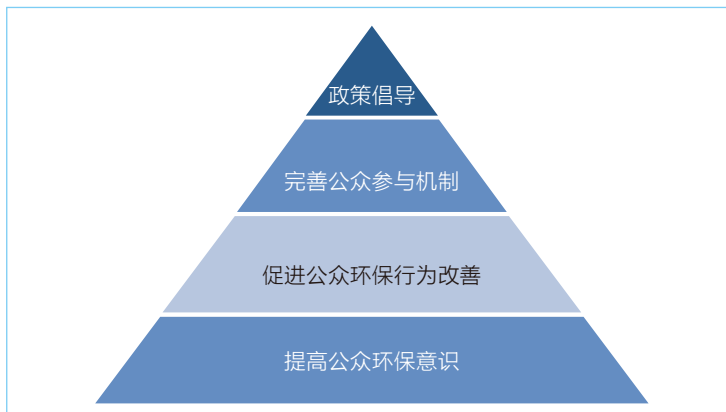 政策倡导
完善公众参与机制
促进公众环保行为改善
提高公众环保意识